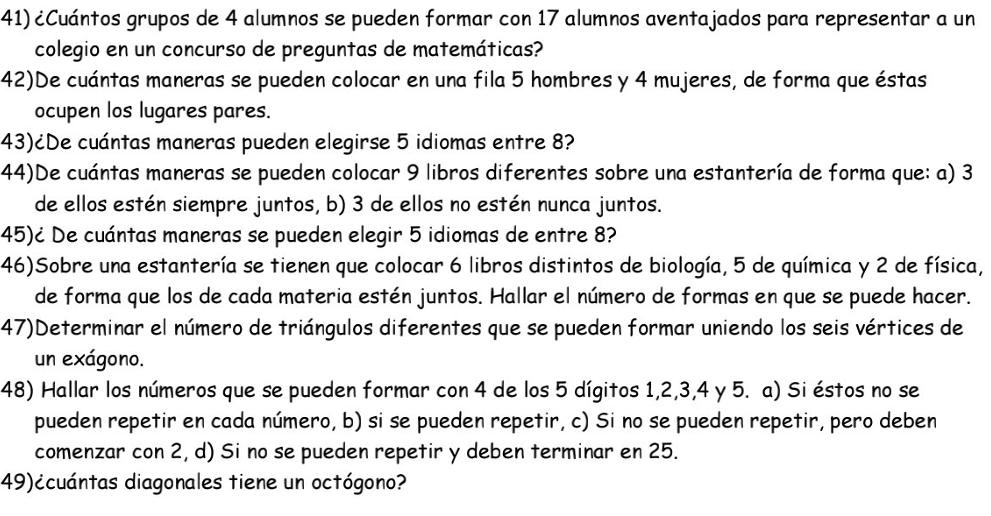 41) ¿Cuántos grupos de 4 alumnos se pueden formar con 17 alumnos aventajados para representar a un
colegio en un concurso de preguntas de matemáticas?
42)De cuántas maneras se pueden colocar en una fila 5 hombres y 4 mujeres, de forma que éstas
ocupen los lugares pares.
43)¿De cuántas maneras pueden elegirse 5 idiomas entre 8?
44)De cuántas maneras se pueden colocar 9 libros diferentes sobre una estantería de forma que: a) 3
de ellos estén siempre juntos, b) 3 de ellos no estén nunca juntos.
45)¿ De cuántas maneras se pueden elegir 5 idiomas de entre 8?
46)Sobre una estantería se tienen que colocar 6 libros distintos de biología, 5 de química y 2 de física,
de forma que los de cada materia estén juntos. Hallar el número de formas en que se puede hacer.
47)Determinar el número de triángulos diferentes que se pueden formar uniendo los seis vértices de
un exágono.
48) Hallar los números que se pueden formar con 4 de los 5 dígitos 1,2,3,4 y 5. a) Si éstos no se
pueden repetir en cada número, b) si se pueden repetir, c) Si no se pueden repetir, pero deben
comenzar con 2, d) Si no se pueden repetir y deben terminar en 25.
49)¿cuántas diagonales tiene un octógono?